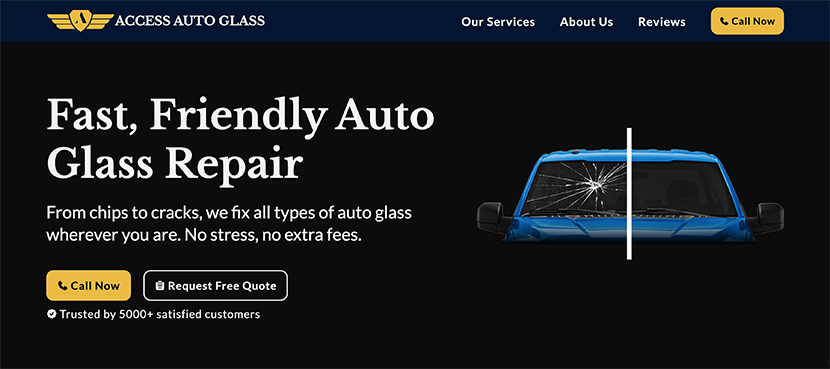 ACCESS AUTO GLASS
Our Services
About Us
Reviews
Call Now
Fast, Friendly Auto
Glass Repair
From chips to cracks, we fix all types of auto glass
wherever you are. No stress, no extra fees.
Call Now
Request Free Quote
Trusted by 5000+ satisfied customers